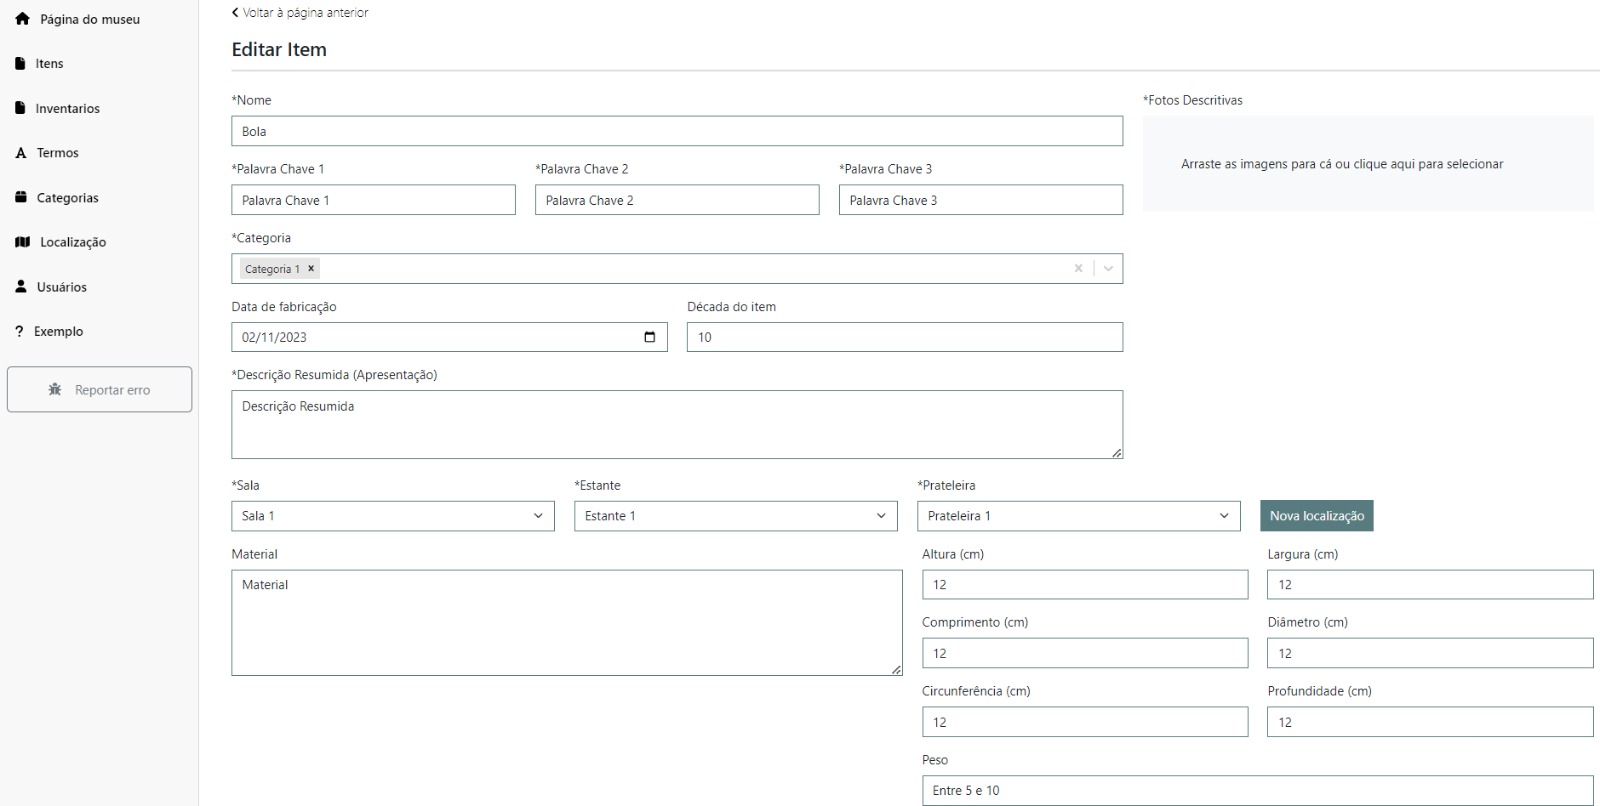 Página do museu
Itens
Inventarios
Termos
Categorias
Localização
Usuários
Exemplo
Reportar erro
Voltar à página anterior
Editar Item
*Nome
Bola
*Palavra Chave 1 *Palavra Chave 2 *Palavra Chave 3
Palavra Chave 1 Palavra Chave 2 Palavra Chave 3
*Categoria
Categoria 1
Data de fabricação Década do item
02/11/2023 10
*Descrição Resumida (Apresentação)
Descrição Resumida
*Fotos Descritivas
Arraste as imagens para cá ou clique aqui para selecionar
*Sala *Estante *Prateleira
Sala 1 Estante 1 Prateleira 1 Nova localização
Material
Material
Altura (cm) Largura (cm)
12 12
Comprimento (cm) Diâmetro (cm)
12 12
Circunferência (cm) Profundidade (cm)
12 12
Peso
Entre 5 e 10